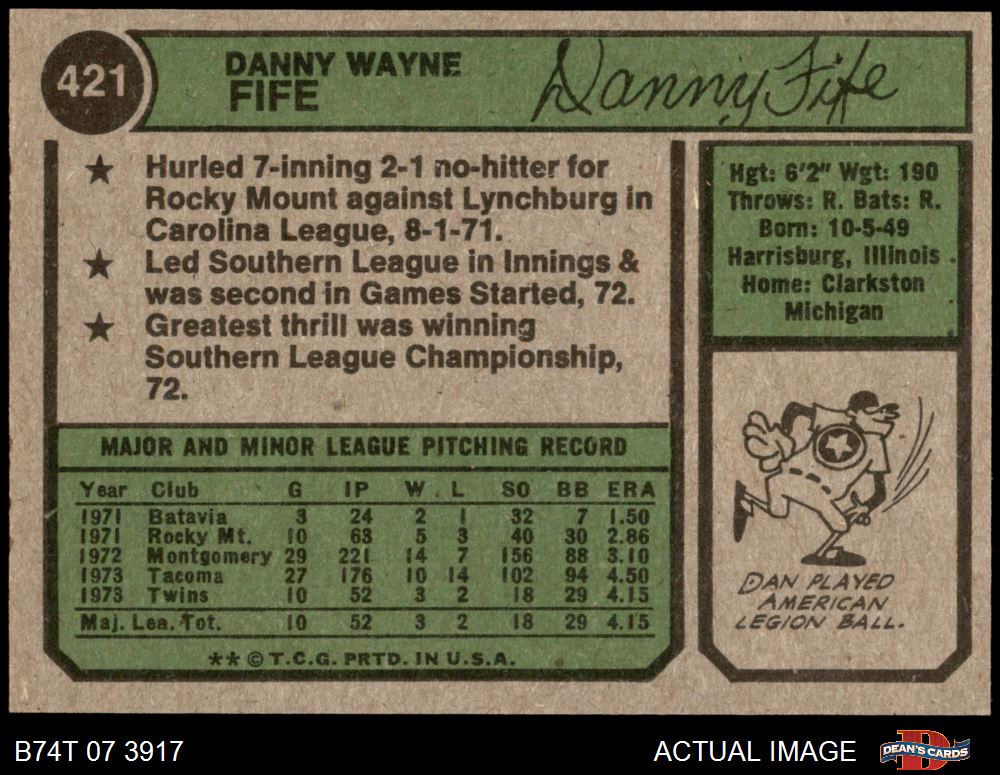 421
DANNY WAYNE
FIFE
Danny Fife
★ Hurled 7-inning 2-1 no-hitter for
Rocky Mount against Lynchburg in
Carolina League, 8-1-71.
★ Led Southern League in Innings &
was second in Games Started, 72.
★ Greatest thrill was winning
Southern League Championship,
72.
Hgt: 6'2" Wgt: 190
Throws: R. Bats: R.
Born: 10-5-49
Harrisburg, Illinois
Home: Clarkston
Michigan
MAJOR AND MINOR LEAGUE PITCHING RECORD
Year Club G IP W L SO BB ERA
1971 Batavia 3 24 2 1 32 7 1.50
1971 Rocky Mt. 10 63 5 3 40 30 2.86
1972 Montgomery 29 221 14 7 156 88 3.10
1973 Tacoma 27 176 10 14 102 94 4.50
1973 Twins 10 52 3 2 18 29 4.15
Maj. Lea. Tot. 10 52 3 2 18 29 4.15
** © T.C.G. PRTD. IN U.S.A.
DAN PLAYED
AMERICAN
LEGION BALL.
B74T 07 3917
ACTUAL IMAGE
DEAN'S CARDS